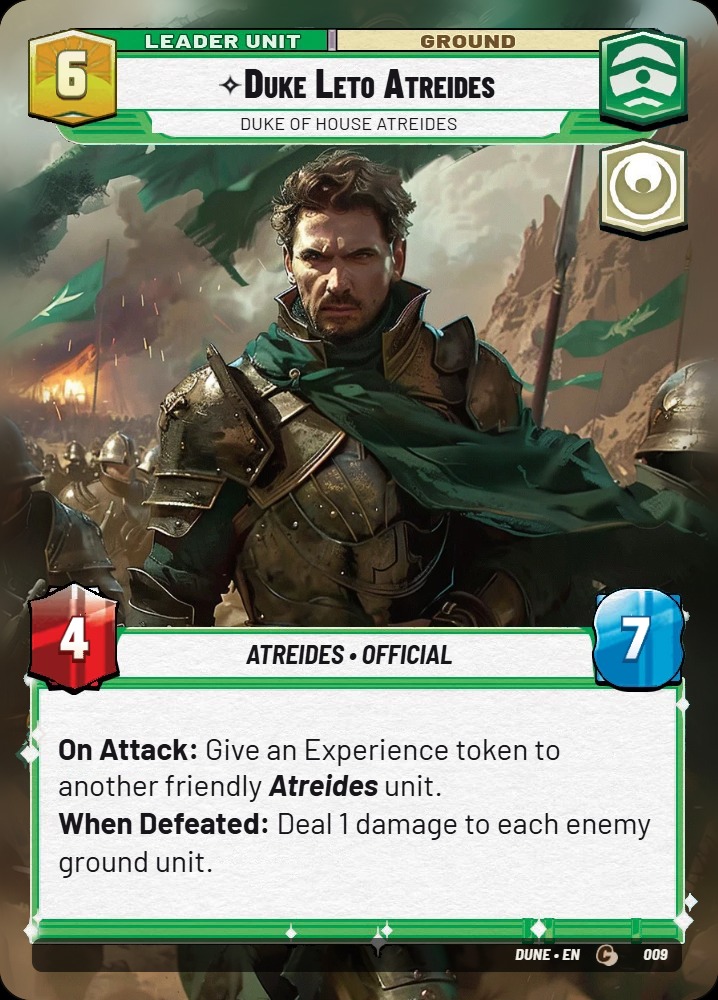 LEADER UNIT GROUND
6
✧DUKE LETO ATREIDES
DUKE OF HOUSE ATREIDES
4
ATREIDES • OFFICIAL
7
On Attack: Give an Experience token to
another friendly Atreides unit.
When Defeated: Deal 1 damage to each enemy
ground unit.
DUNE • EN C 009